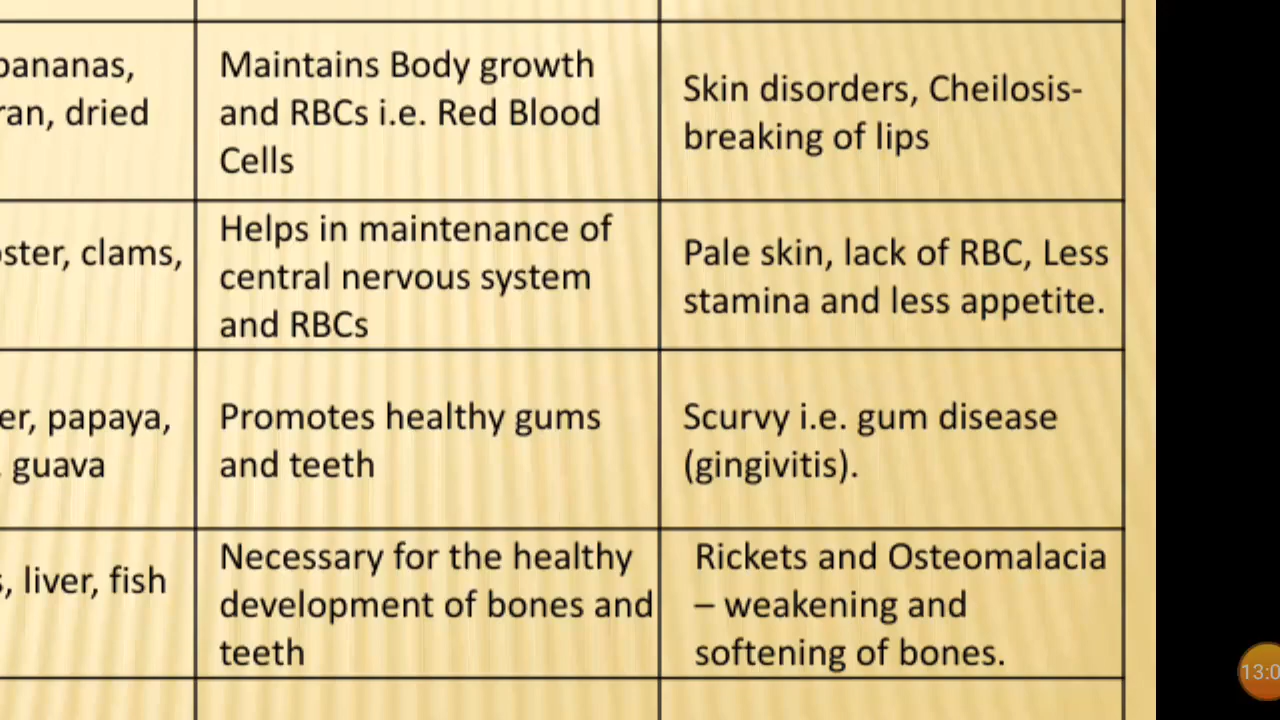 bananas,
dried
Maintains Body growth
and RBCs i.e. Red Blood
Cells
Skin disorders, Cheilosis-
breaking of lips
clams,
Helps in maintenance of
central nervous system
and RBCs
Pale skin, lack of RBC, Less
stamina and less appetite.
papaya,
guava
Promotes healthy gums
and teeth
Scurvy i.e. gum disease
(gingivitis).
liver, fish
Necessary for the healthy
development of bones and
teeth
Rickets and Osteomalacia
– weakening and
softening of bones.